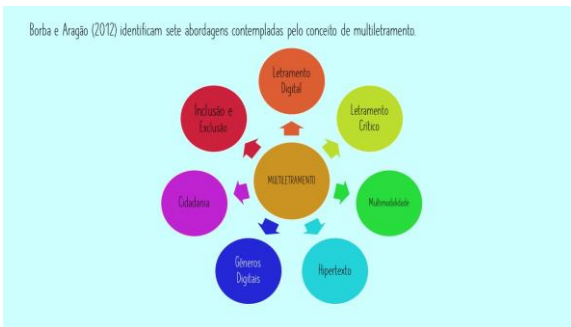 Borba e Aragão (2012) identificam sete abordagens contempladas pelo conceito de multiletramento.
Letramento
Digital
Letramento
Crítico
Multimodalidade
Hipertexto
Gêneros
Digitais
Cidadania
Inclusão e
Exclusão
MULTILETRAMENTO